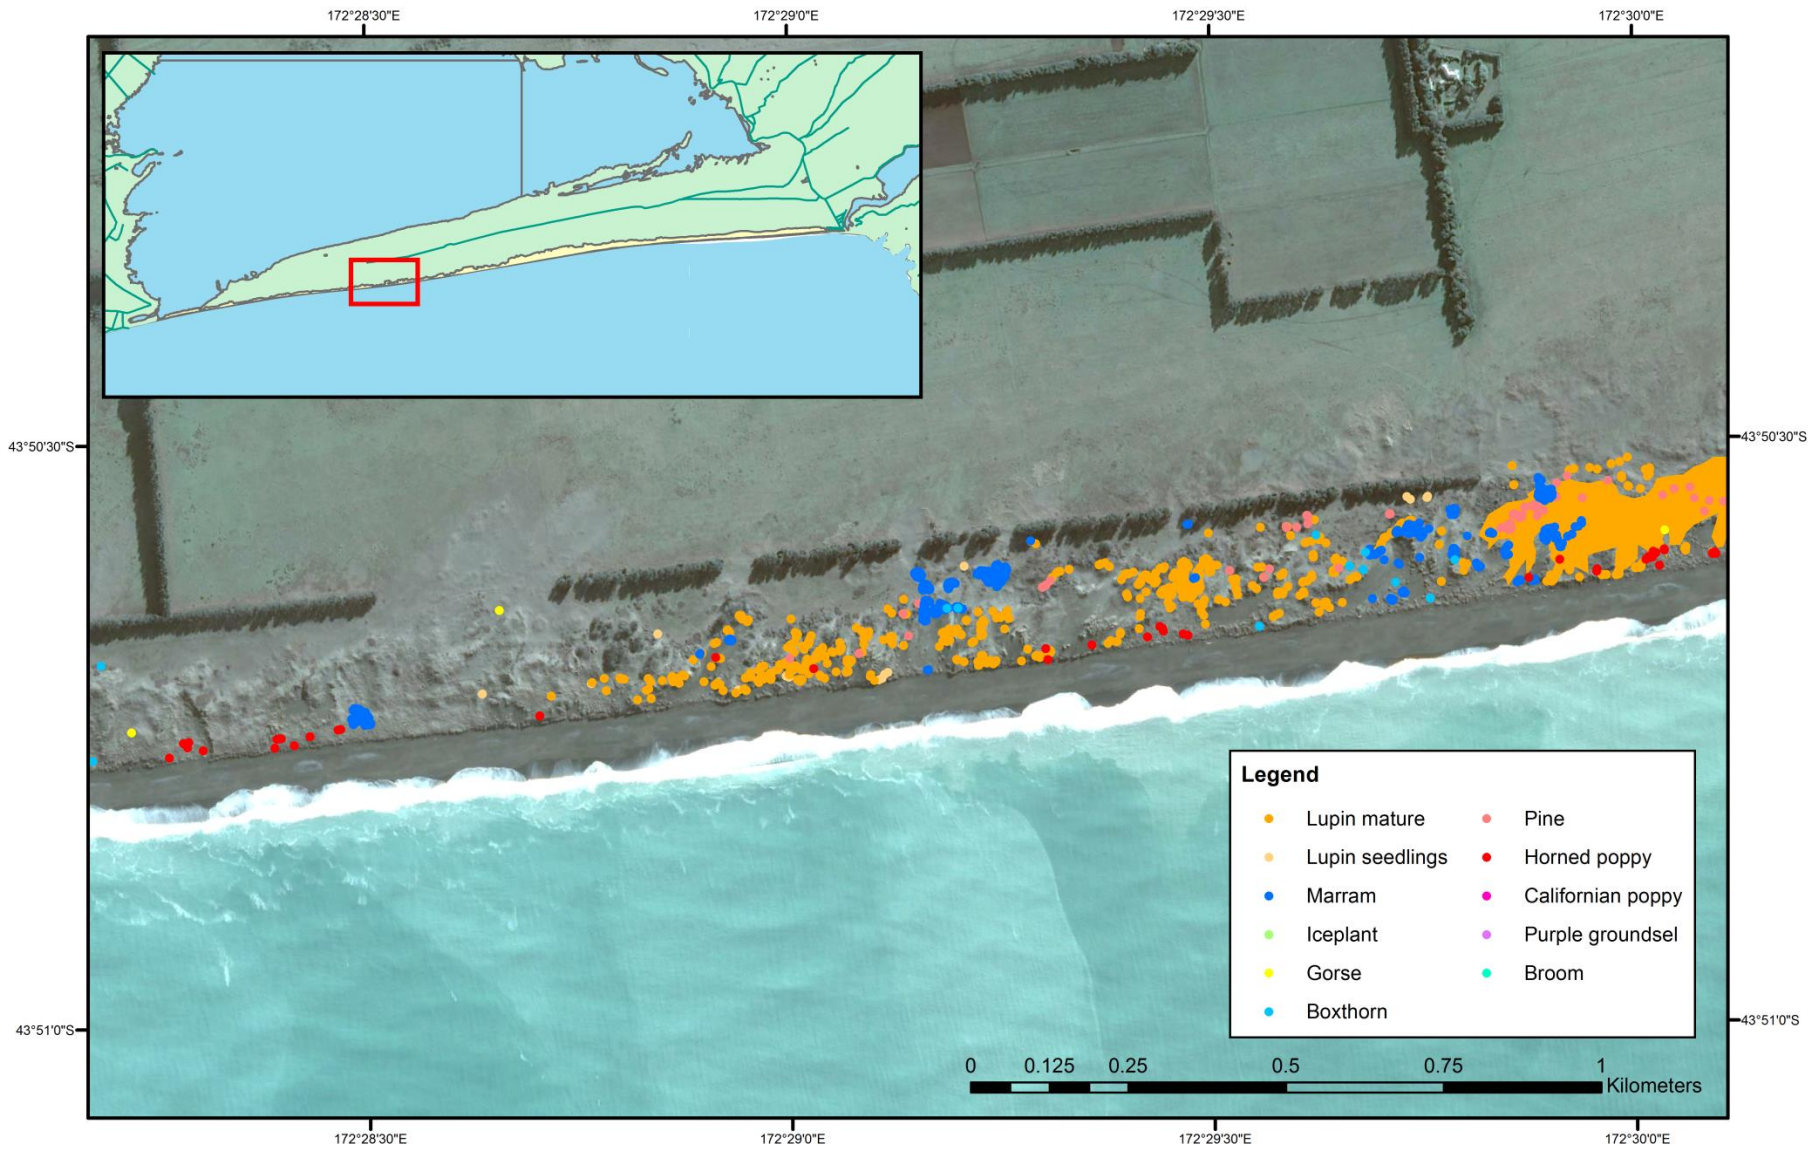 172°28'30"E 172°29'0"E 172°29'30"E 172°30'0"E
43°50'30"S 43°50'30"S
Legend
Lupin mature Pine
Lupin seedlings Horned poppy
Marram Californian poppy
Iceplant Purple groundsel
Gorse Broom
Boxthorn
43°51'0"S 43°51'0"S
0 0.125 0.25 0.5 0.75 1
Kilometers
172°28'30"E 172°29'0"E 172°29'30"E 172°30'0"E